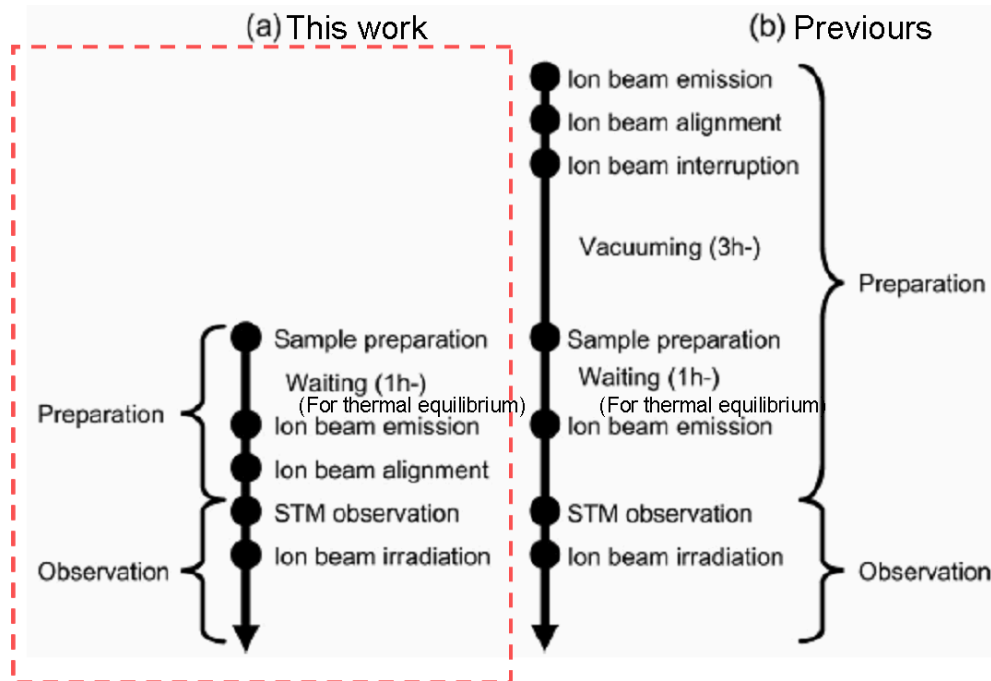 (a) This work
Sample preparation
Waiting (1h-)
(For thermal equilibrium)
Ion beam emission
Ion beam alignment
STM observation
Ion beam irradiation
Preparation
Observation
(b) Previours
Ion beam emission
Ion beam alignment
Ion beam interruption
Vacuuming (3h-)
Sample preparation
Waiting (1h-)
(For thermal equilibrium)
Ion beam emission
STM observation
Ion beam irradiation
Preparation
Observation